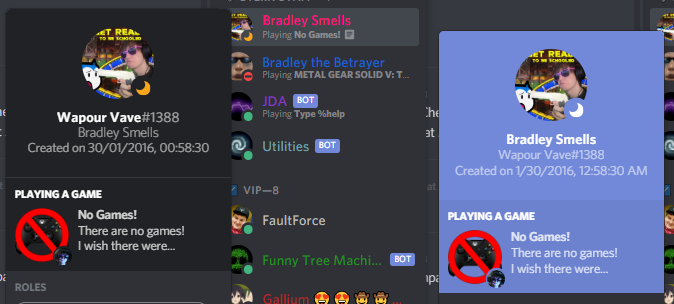 Wapour Vave#1388
Bradley Smells
Created on 30/01/2016, 00:58:30
PLAYING A GAME
No Games!
There are no games!
I wish there were...
ROLES
Bradley Smells
Playing No Games!
Bradley the Betrayer
Playing METAL GEAR SOLID V: T...
JDA BOT
Playing Type %help
Utilities BOT
VIP—8
FaultForce
Funny Tree Machi... BOT
Gallium 😍😍🤠🤠...
Bradley Smells
Wapour Vave#1388
Created on 1/30/2016, 12:58:30 AM
PLAYING A GAME
No Games!
There are no games!
I wish there were...